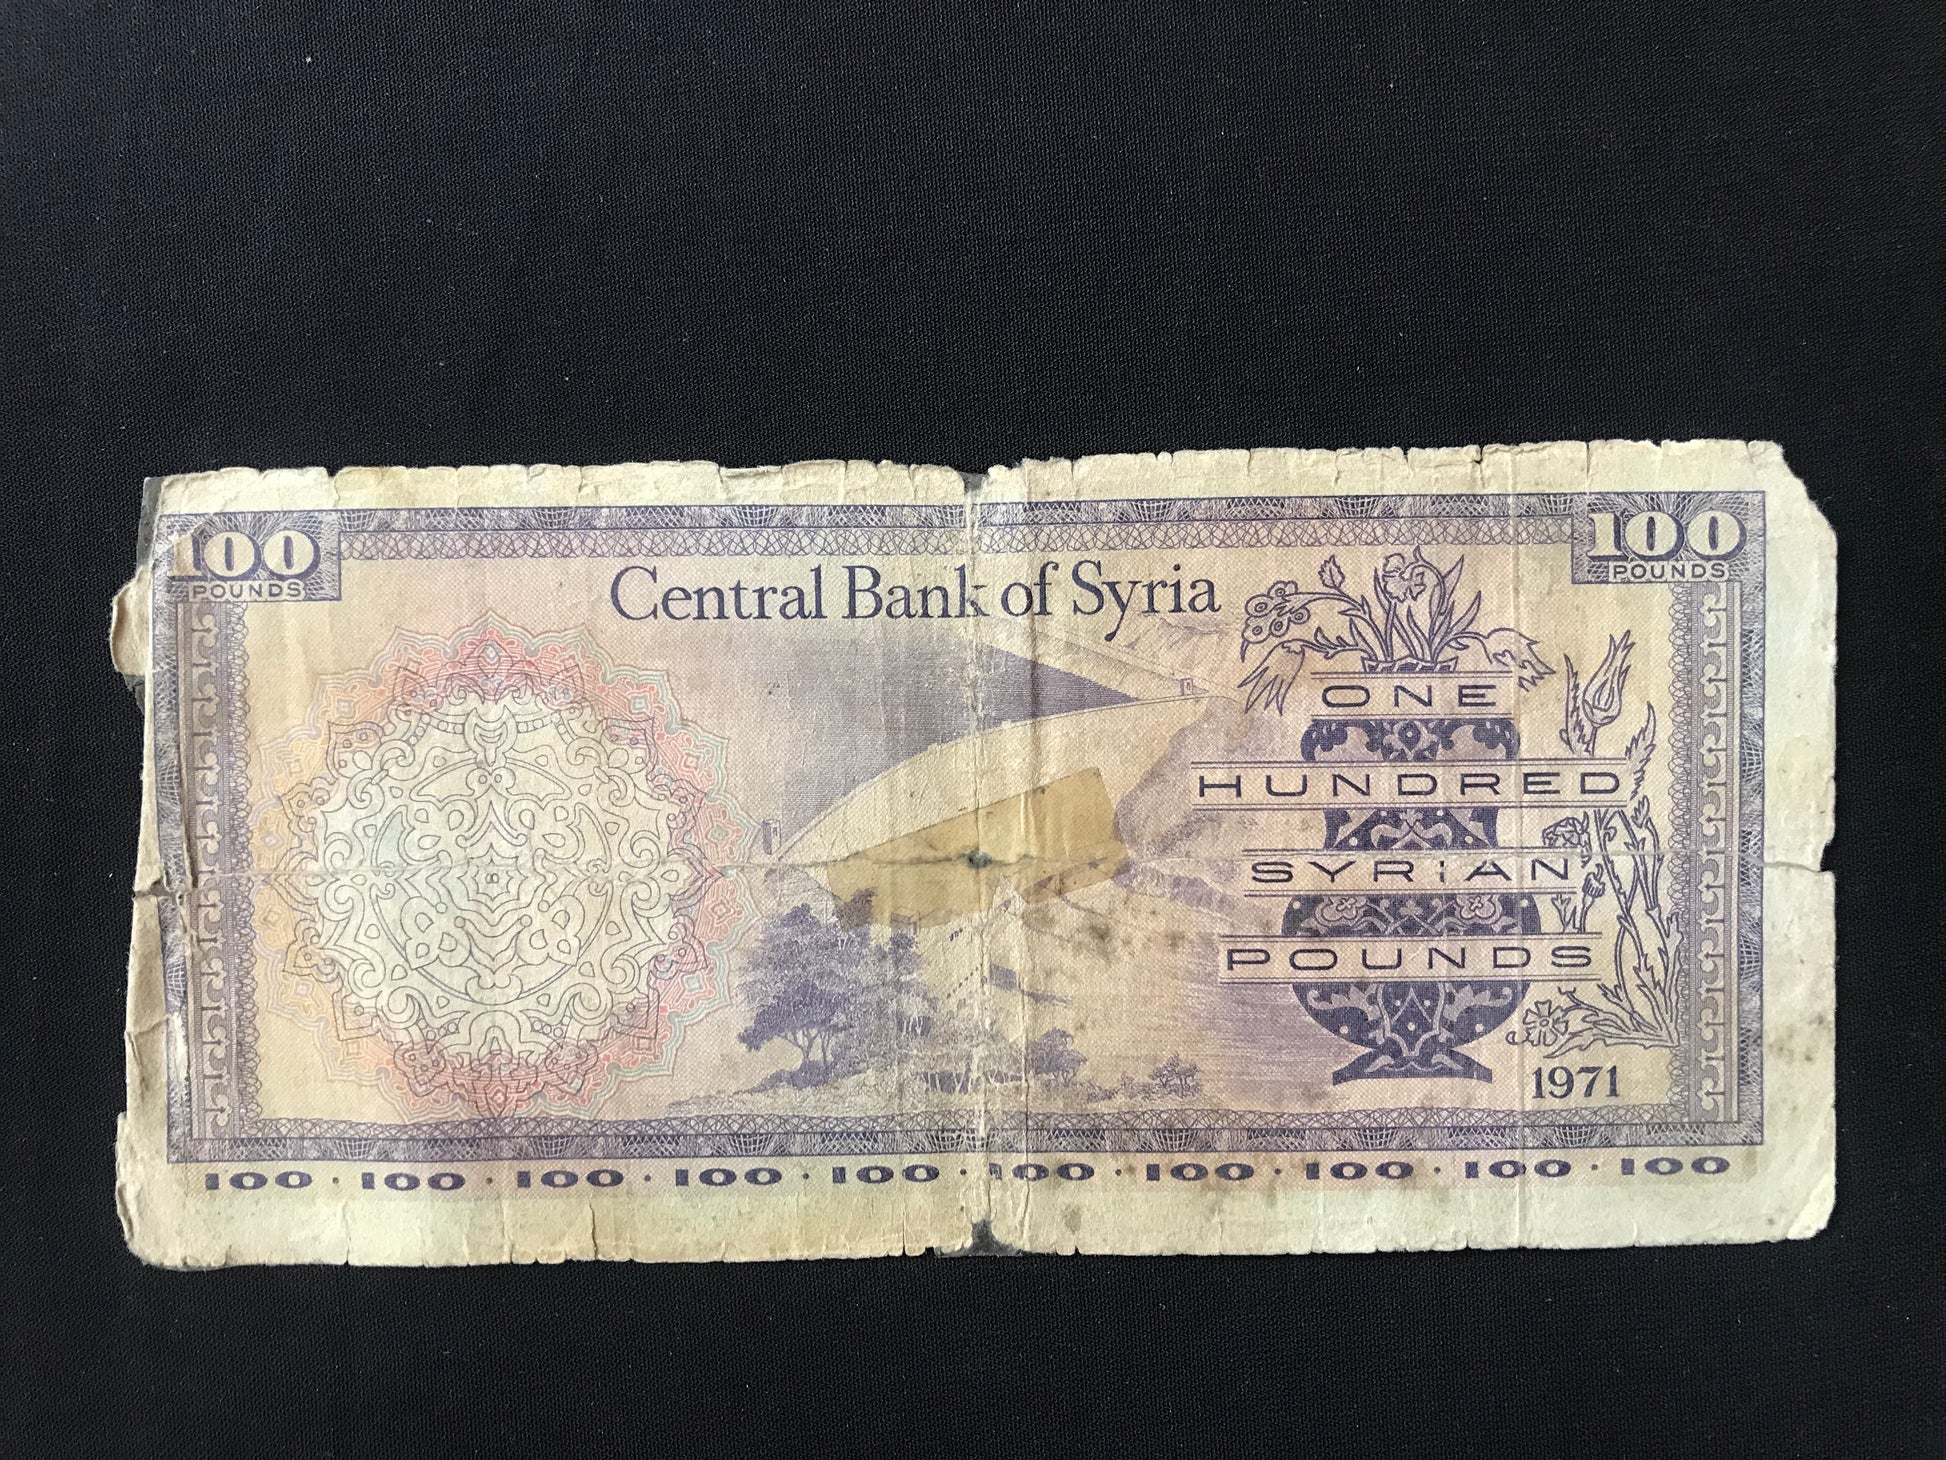 100 100
POUNDS POUNDS
Central Bank of Syria
ONE
HUNDRED
SYRiAN
POUNDS
1971
100 · 100 · 100 · 100 · 100 · 100 · 100 · 100 · 100 · 100